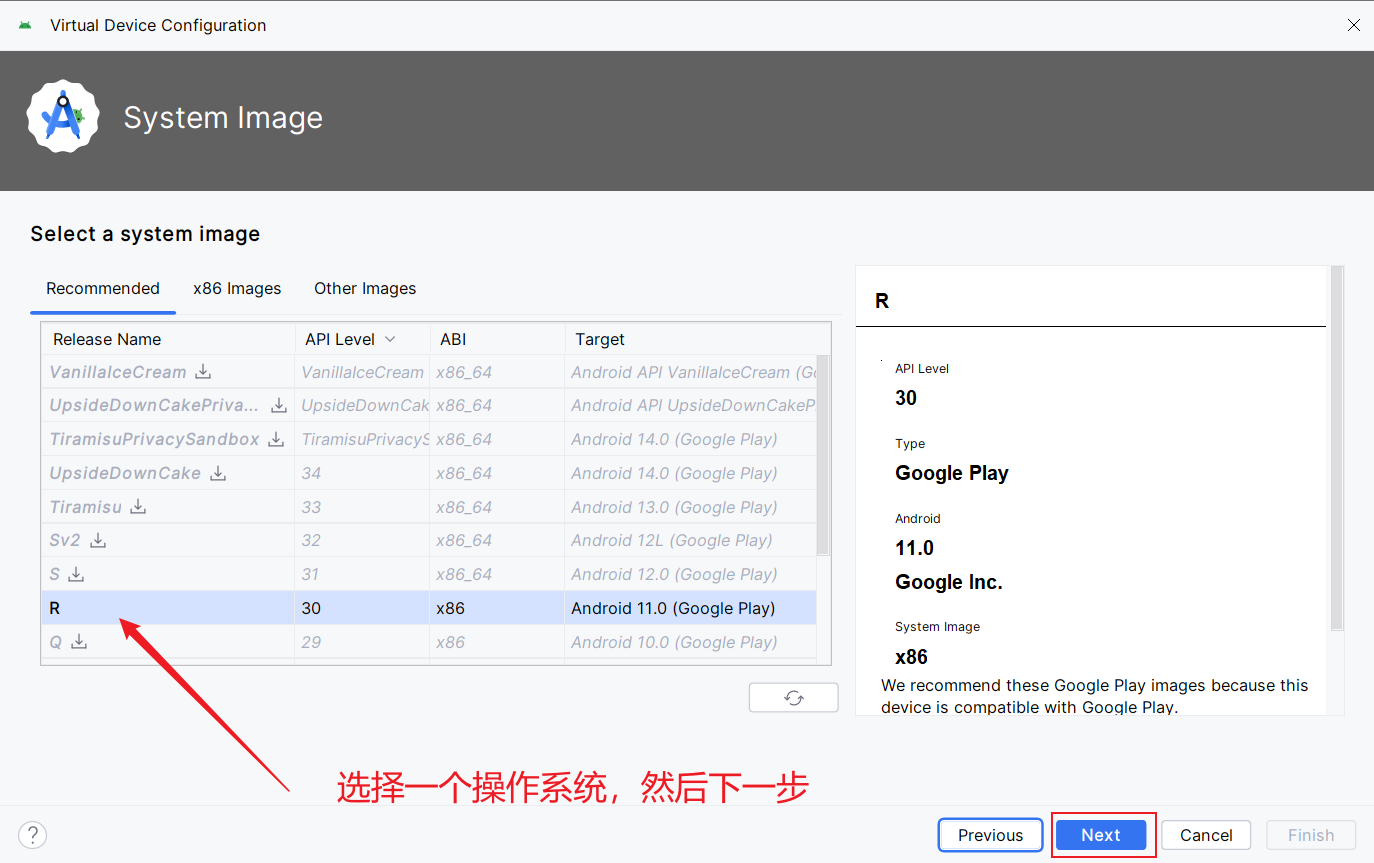 Virtual Device Configuration
System Image
Select a system image
Recommended x86 Images Other Images
Release Name API Level ABI Target
VanillaIceCream VanillaIceCream x86_64 Android API VanillaIceCream (Go
UpsideDownCakePriva... UpsideDownCak x86_64 Android API UpsideDownCakeP
TiramisuPrivacySandbox TiramisuPrivacyS x86_64 Android 14.0 (Google Play)
UpsideDownCake 34 x86_64 Android 14.0 (Google Play)
Tiramisu 33 x86_64 Android 13.0 (Google Play)
Sv2 32 x86_64 Android 12L (Google Play)
S 31 x86_64 Android 12.0 (Google Play)
R 30 x86 Android 11.0 (Google Play)
Q 29 x86 Android 10.0 (Google Play)
R
API Level
30
Type
Google Play
Android
11.0
Google Inc.
System Image
x86
We recommend these Google Play images because this
device is compatible with Google Play.
选择一个操作系统，然后下一步
? Previous Next Cancel Finish